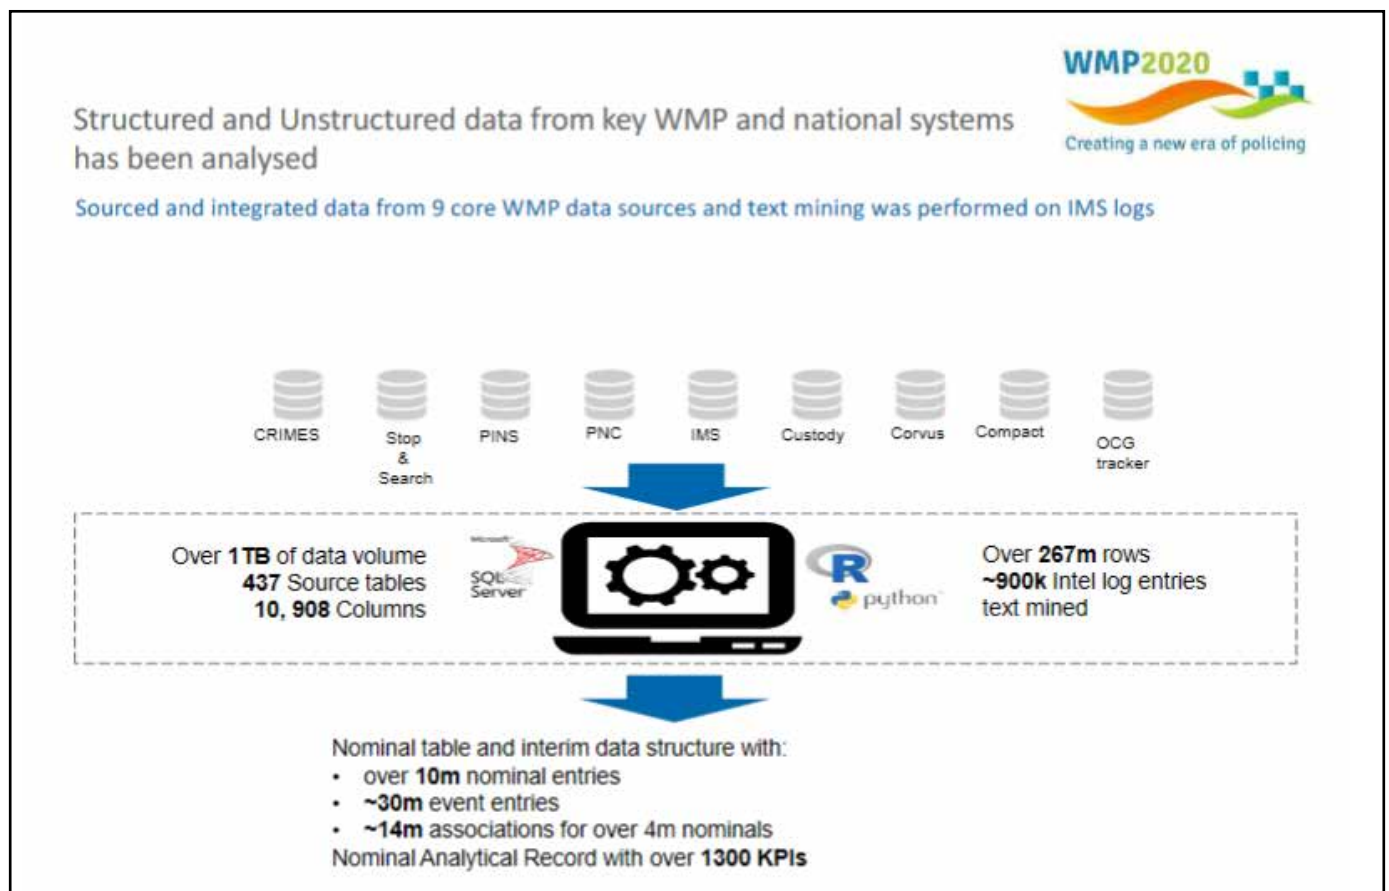 WMP2020
Creating a new era of policing
Structured and Unstructured data from key WMP and national systems
has been analysed
Sourced and integrated data from 9 core WMP data sources and text mining was performed on IMS logs
CRIMES
Stop
&
Search
PINS
PNC
IMS
Custody
Corvus
Compact
OCG
tracker
Over 1TB of data volume
437 Source tables
10, 908 Columns
Microsoft
SQL
Server
R
python
Over 267m rows
~900k Intel log entries
text mined
Nominal table and interim data structure with:
• over 10m nominal entries
• ~30m event entries
• ~14m associations for over 4m nominals
Nominal Analytical Record with over 1300 KPIs